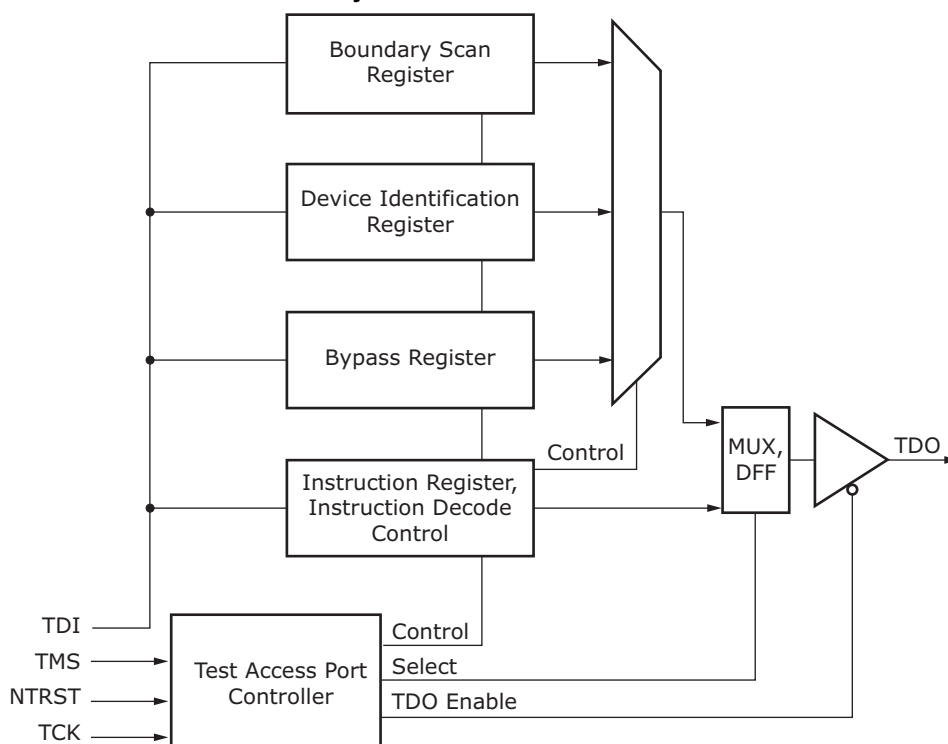 Boundary Scan
Register
Device Identification
Register
Bypass Register
Control
Instruction Register,
Instruction Decode
Control
MUX,
DFF
TDO
TDI
TMS
NTRST
TCK
Test Access Port
Controller
Control
Select
TDO Enable